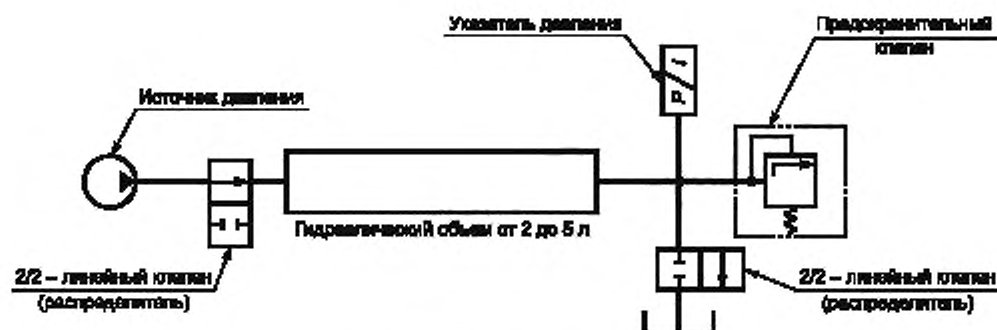 Указатель давления
Предохранительный
клапан
Источник давления
P
I
Гидравлический объем от 2 до 5 л
2/2 – линейный клапан
(распределитель)
2/2 – линейный клапан
(распределитель)